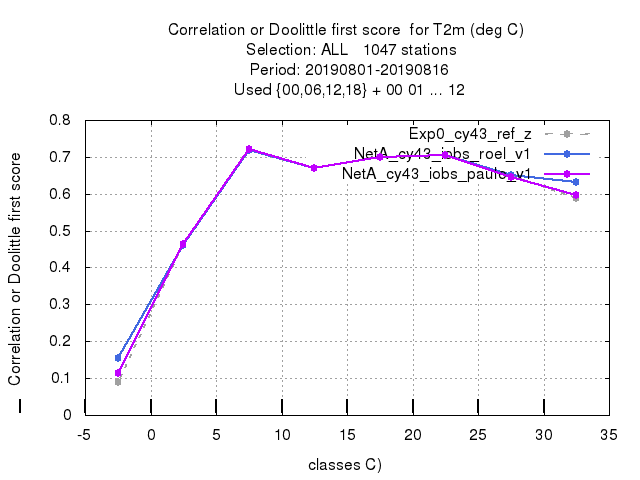 Correlation or Doolittle first score  for T2m (deg C)
Selection: ALL   1047 stations
Period: 20190801-20190816
Used {00,06,12,18} + 00 01 ... 12
Correlation or Doolittle first score
0.8
0.7
0.6
0.5
0.4
0.3
0.2
0.1
0
Exp0_cy43_ref_z
NetA_cy43_iobs_roel_v1
-5
0
5
10
15
20
25
30
35
classes C)